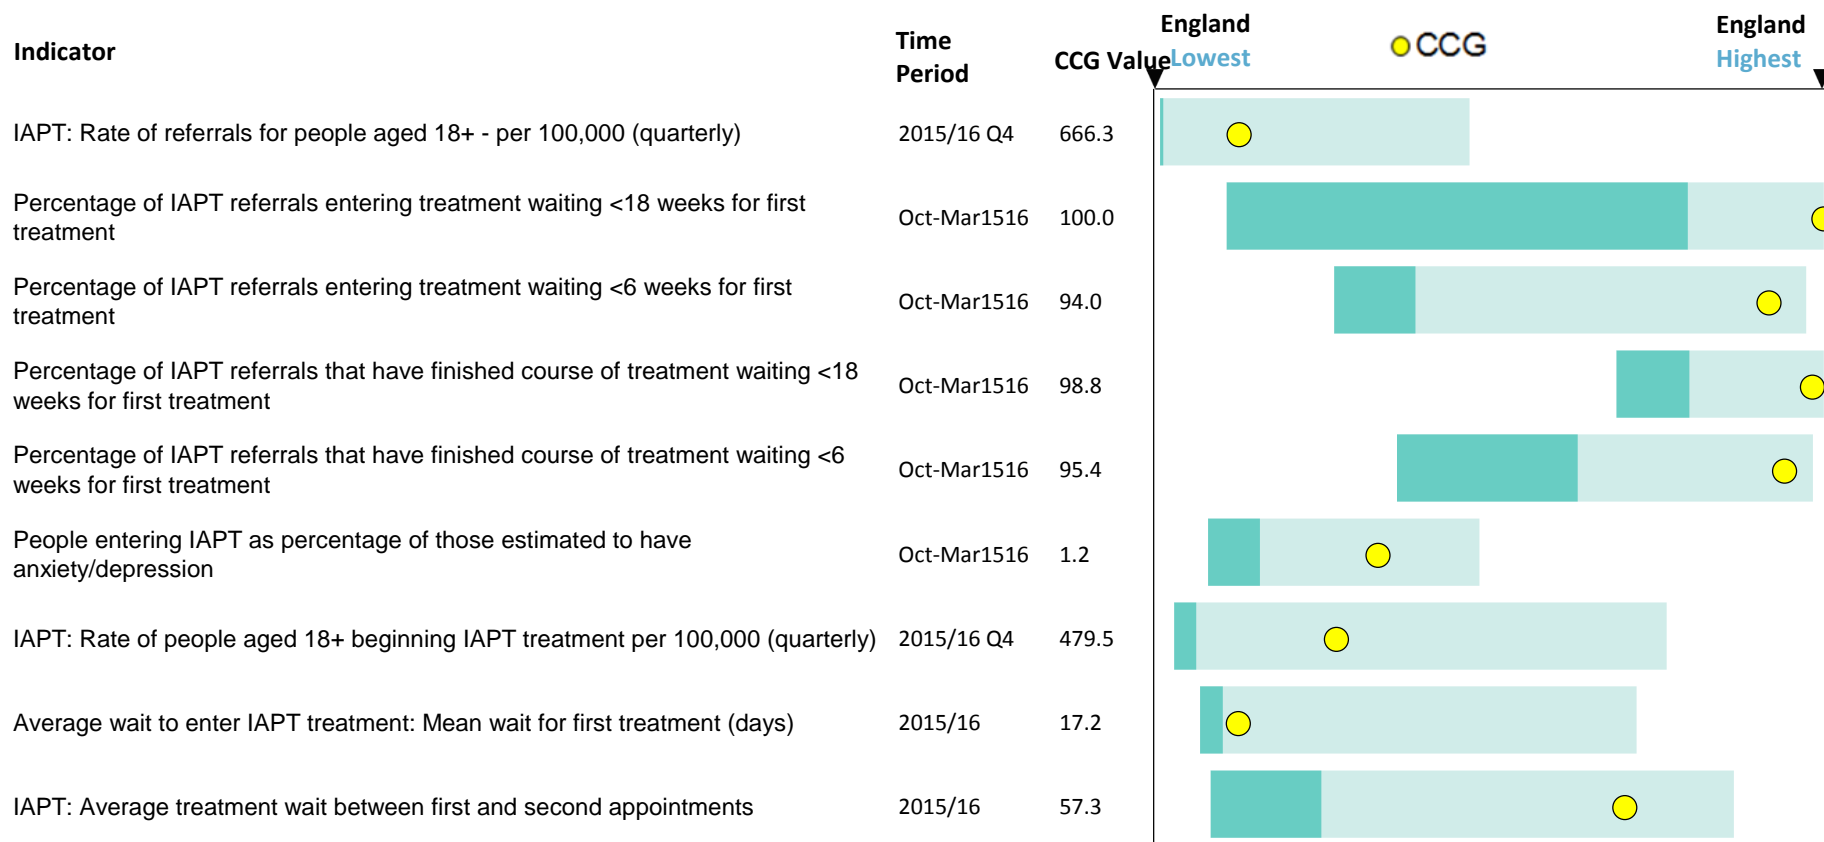 Indicator
Time Period
CCG Value
England Lowest
CCG
England Highest
IAPT: Rate of referrals for people aged 18+ - per 100,000 (quarterly) 2015/16 Q4 666.3
Percentage of IAPT referrals entering treatment waiting <18 weeks for first
treatment
Oct-Mar1516 100.0
Percentage of IAPT referrals entering treatment waiting <6 weeks for first
treatment
Oct-Mar1516 94.0
Percentage of IAPT referrals that have finished course of treatment waiting <18
weeks for first treatment
Oct-Mar1516 98.8
Percentage of IAPT referrals that have finished course of treatment waiting <6
weeks for first treatment
Oct-Mar1516 95.4
People entering IAPT as percentage of those estimated to have
anxiety/depression
Oct-Mar1516 1.2
IAPT: Rate of people aged 18+ beginning IAPT treatment per 100,000 (quarterly) 2015/16 Q4 479.5
Average wait to enter IAPT treatment: Mean wait for first treatment (days) 2015/16 17.2
IAPT: Average treatment wait between first and second appointments 2015/16 57.3